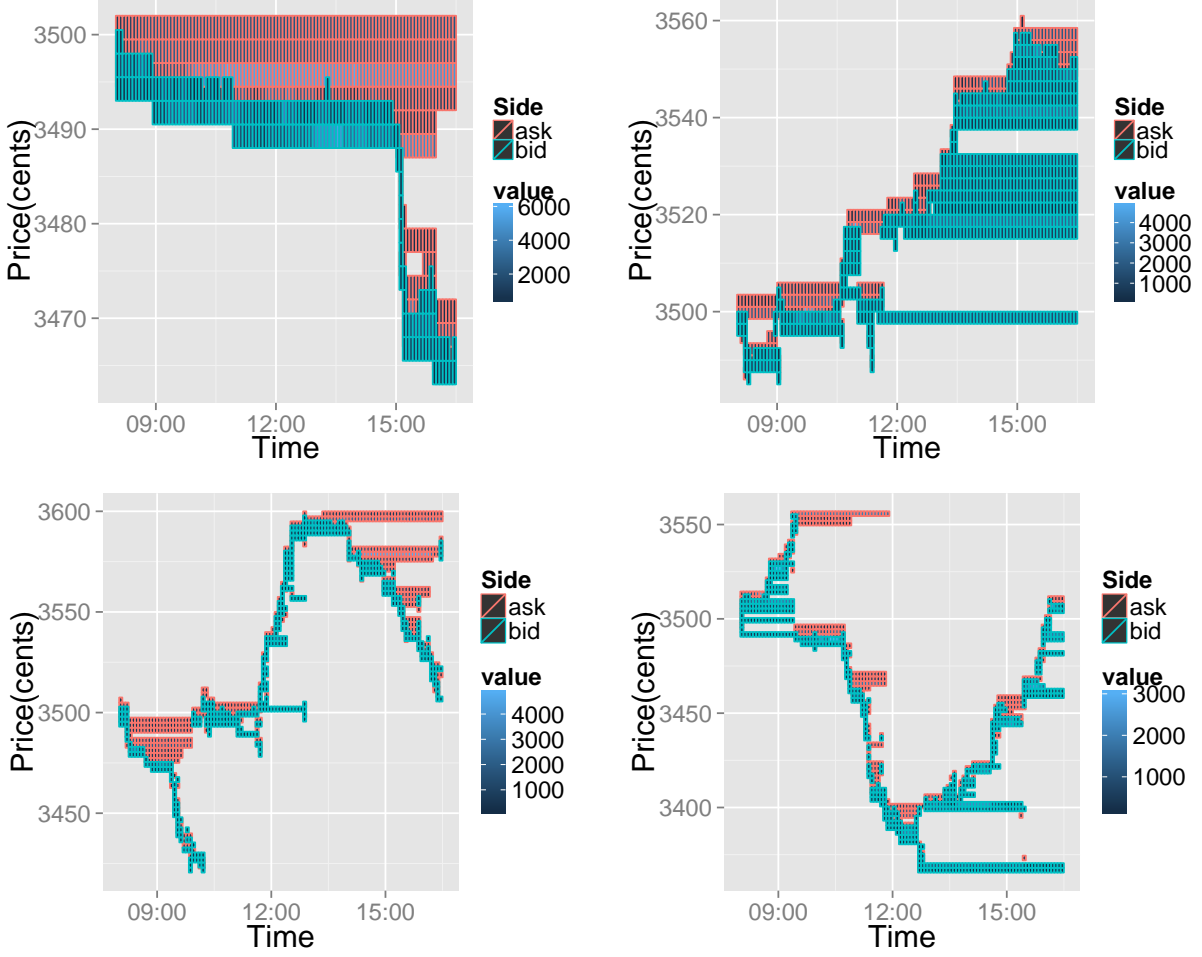 3500
3490
3480
3470
Price(cents)
09:00
12:00
15:00
Time
Side
ask
bid
value
6000
4000
2000
3560
3540
3520
3500
Price(cents)
09:00
12:00
15:00
Time
Side
ask
bid
value
4000
3000
2000
1000
3600
3550
3500
3450
Price(cents)
09:00
12:00
15:00
Time
Side
ask
bid
value
4000
3000
2000
1000
3550
3500
3450
3400
Price(cents)
09:00
12:00
15:00
Time
Side
ask
bid
value
3000
2000
1000